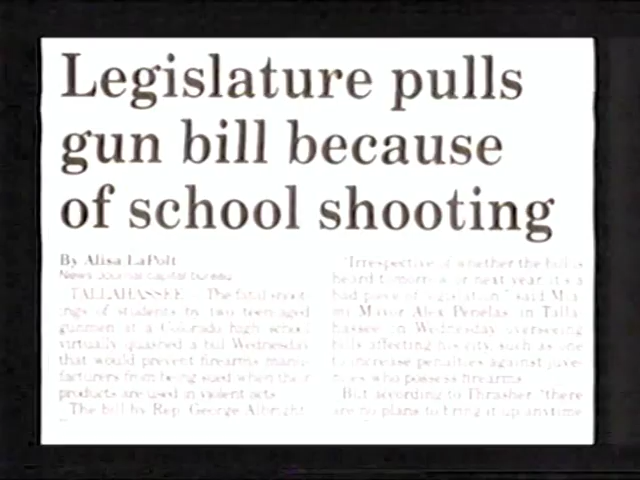 Legislature pulls
gun bill because
of school shooting
By Alisa LaPolt
News-Journal capital bureau
TALLAHASSEE — The fatal shoot-
ings of students by two teen-aged
gunmen at a Colorado high school
virtually quashed a bill Wednesday
that would prevent firearms manu-
facturers from being sued when their
products are used in violent acts.
The bill by Rep. George Albright
"Irrespective of whether the bill is
heard tomorrow or next year, it's a
bad piece of legislation," said Mia-
mi Mayor Alex Penelas, in Talla-
hassee on Wednesday overseeing
bills affecting his city, such as one
to increase penalties against juve-
niles who possess firearms.
But according to Thrasher, "there
are no plans to bring it up anytime